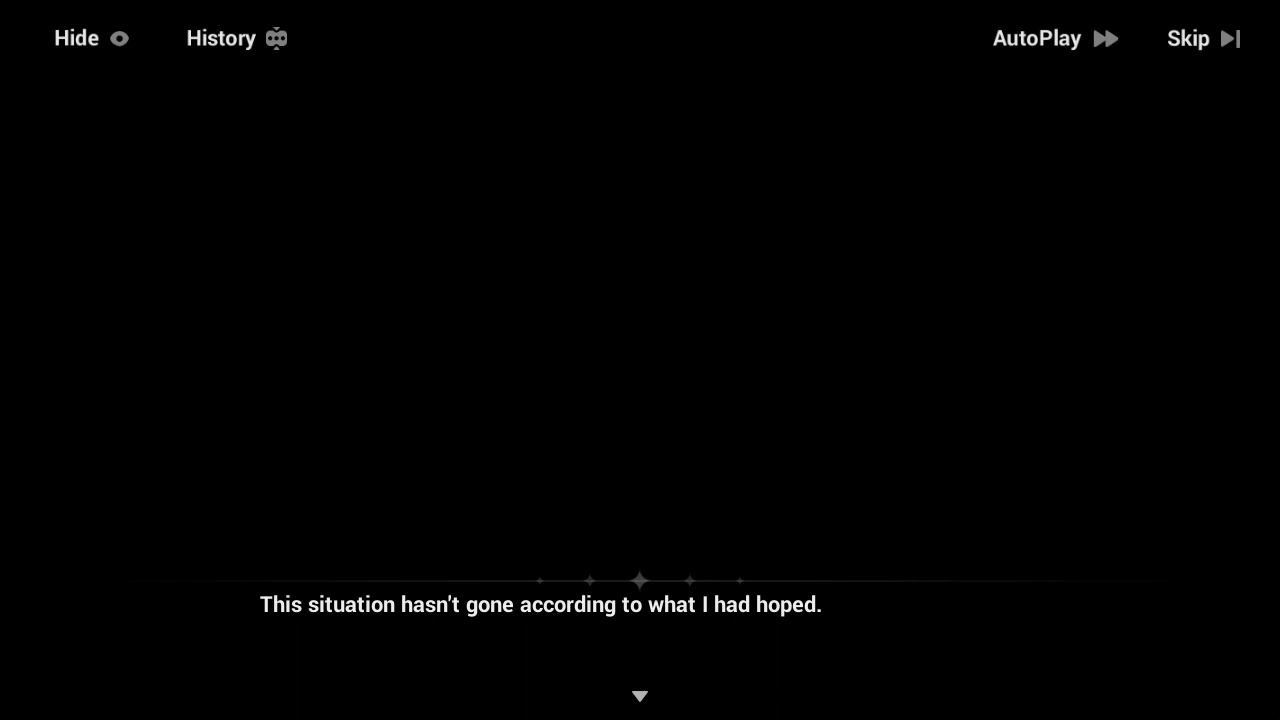 Hide
History
AutoPlay
Skip
This situation hasn't gone according to what I had hoped.